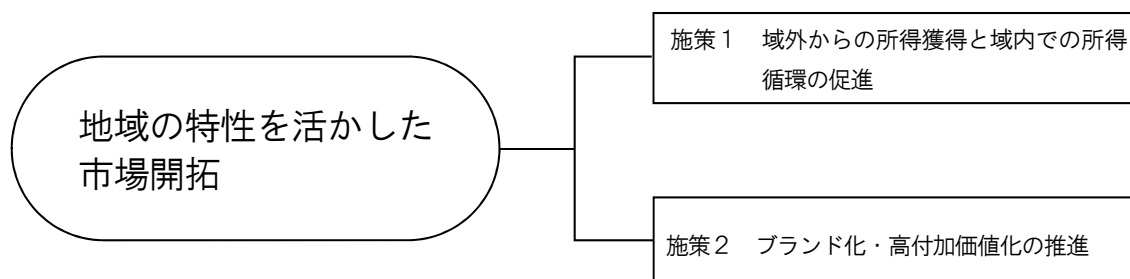 地域の特性を活かした
市場開拓
施策１　域外からの所得獲得と域内での所得
循環の促進
施策２　ブランド化・高付加価値化の推進